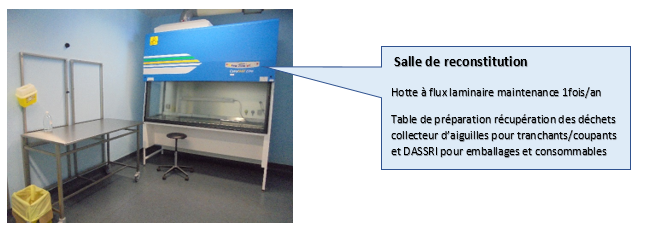 Salle de reconstitution
Hotte à flux laminaire maintenance 1fois/an
Table de préparation récupération des déchets
collecteur d'aiguilles pour tranchants/coupants
et DASSRI pour emballages et consommables